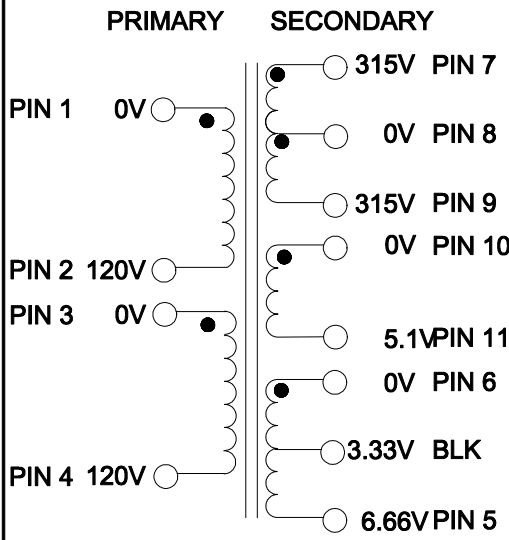 PRIMARY SECONDARY
315V PIN 7
PIN 1 0V
0V PIN 8
315V PIN 9
0V PIN 10
PIN 2 120V
PIN 3 0V
5.1V PIN 11
0V PIN 6
3.33V BLK
PIN 4 120V
6.66V PIN 5